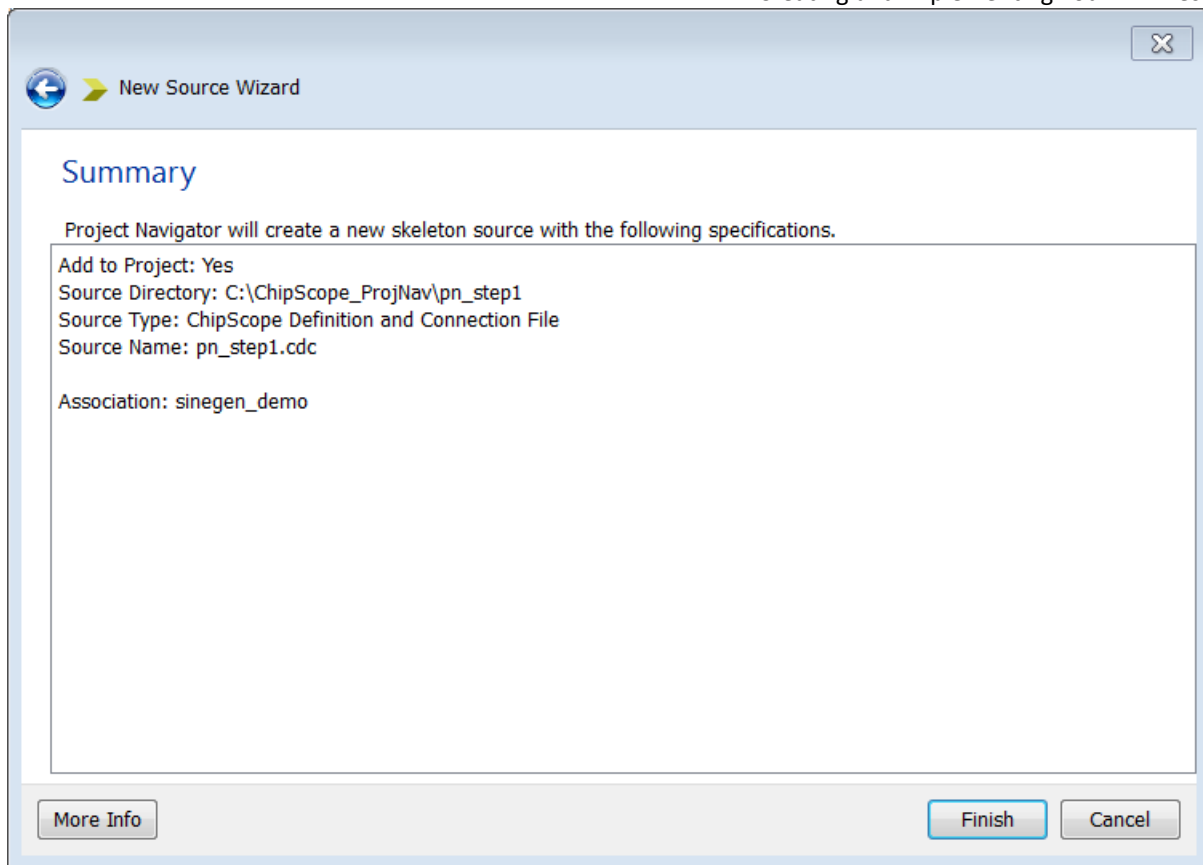 New Source Wizard
Summary
Project Navigator will create a new skeleton source with the following specifications.
Add to Project: Yes
Source Directory: C:\ChipScope_ProjNav\pn_step1
Source Type: ChipScope Definition and Connection File
Source Name: pn_step1.cdc
Association: sinegen_demo
More Info
Finish
Cancel